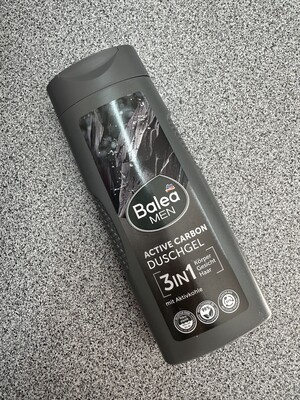 Balea
MEN
ACTIVE CARBON
DUSCHGEL
3IN1
Körper
Gesicht
Haar
mit Aktivkohle